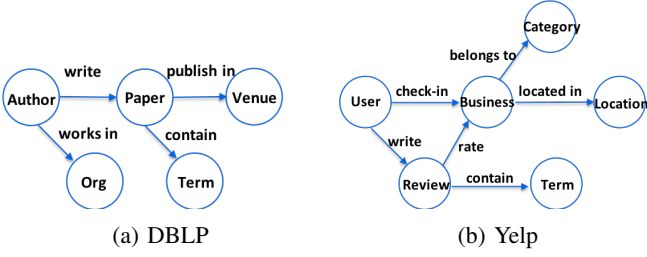 write
publish in
Author
Paper
Venue
works in
contain
Org
Term
(a) DBLP
Category
belongs to
User
check-in
Business
located in
Location
write
rate
Review
contain
Term
(b) Yelp